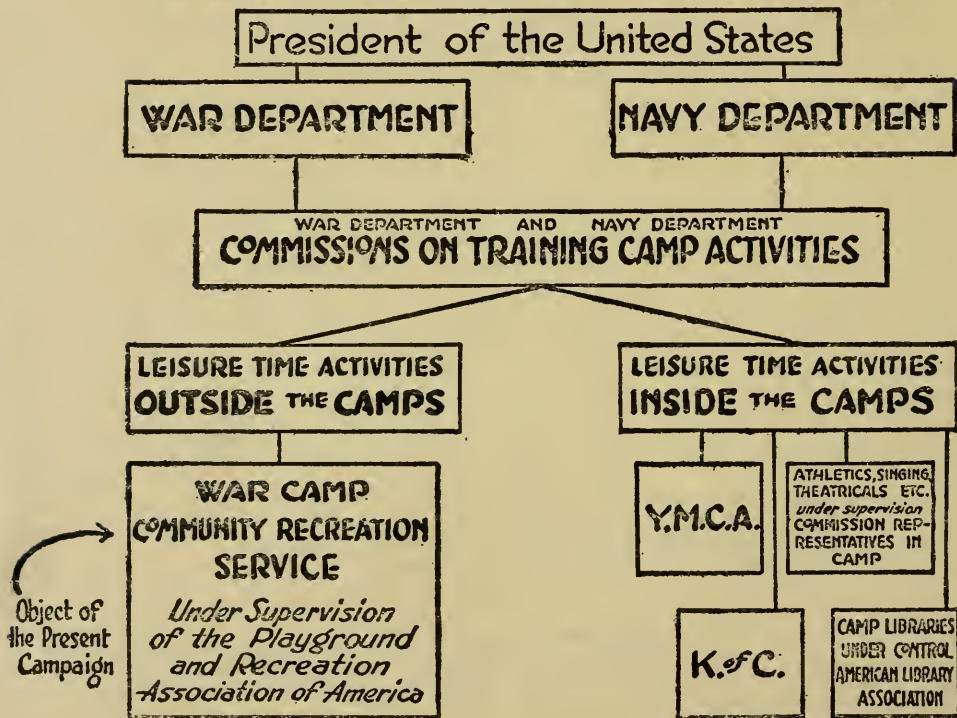 President of the United States
WAR DEPARTMENT
NAVY DEPARTMENT
WAR DEPARTMENT AND NAVY DEPARTMENT
COMMISSIONS ON TRAINING CAMP ACTIVITIES
LEISURE TIME ACTIVITIES
OUTSIDE THE CAMPS
LEISURE TIME ACTIVITIES
INSIDE THE CAMPS
WAR CAMP
COMMUNITY RECREATION
SERVICE
Under Supervision
of the Playground
and Recreation
Association of America
Object of
the Present
Campaign
Y.M.C.A.
ATHLETICS, SINGING,
THEATRICALS ETC.
under supervision
COMMISSION REP-
RESENTATIVES IN
CAMP
K. of C.
CAMP LIBRARIES
UNDER CONTROL
AMERICAN LIBRARY
ASSOCIATION